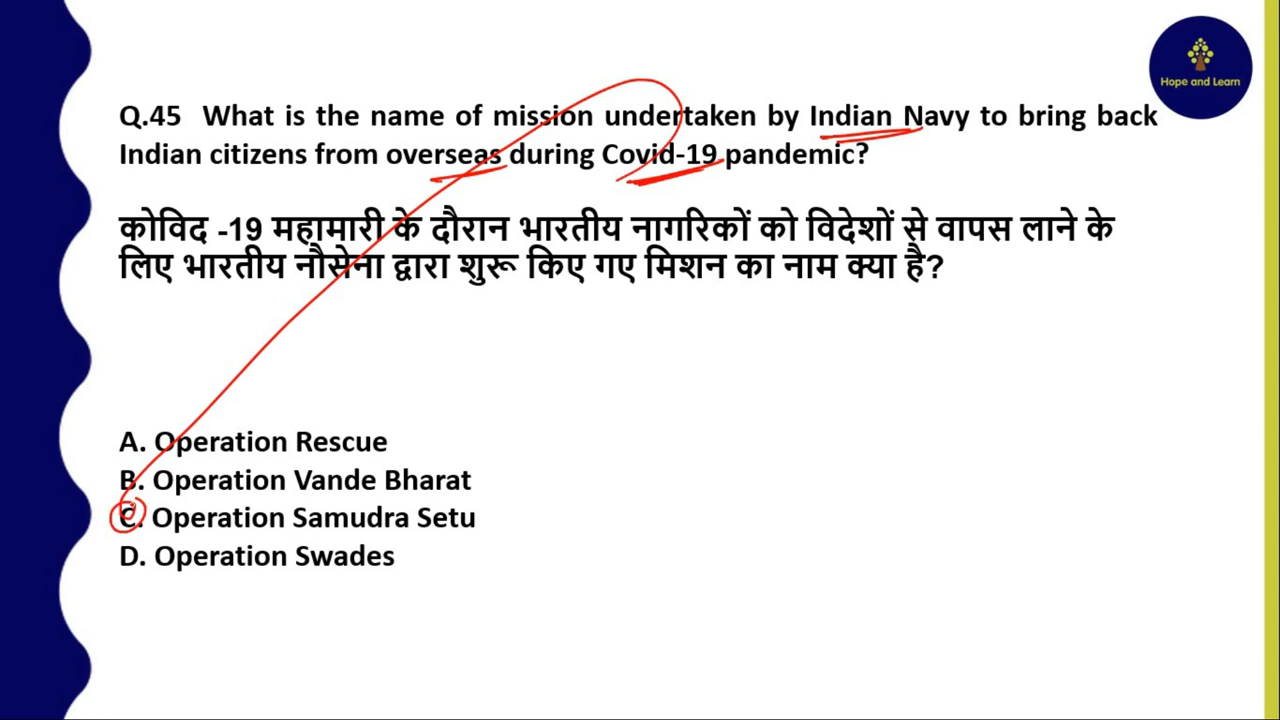 Hope and Learn
Q.45 What is the name of mission undertaken by Indian Navy to bring back
Indian citizens from overseas during Covid-19 pandemic?
कोविद -19 महामारी के दौरान भारतीय नागरिकों को विदेशों से वापस लाने के
लिए भारतीय नौसेना द्वारा शुरू किए गए मिशन का नाम क्या है?
A. Operation Rescue
B. Operation Vande Bharat
C. Operation Samudra Setu
D. Operation Swades